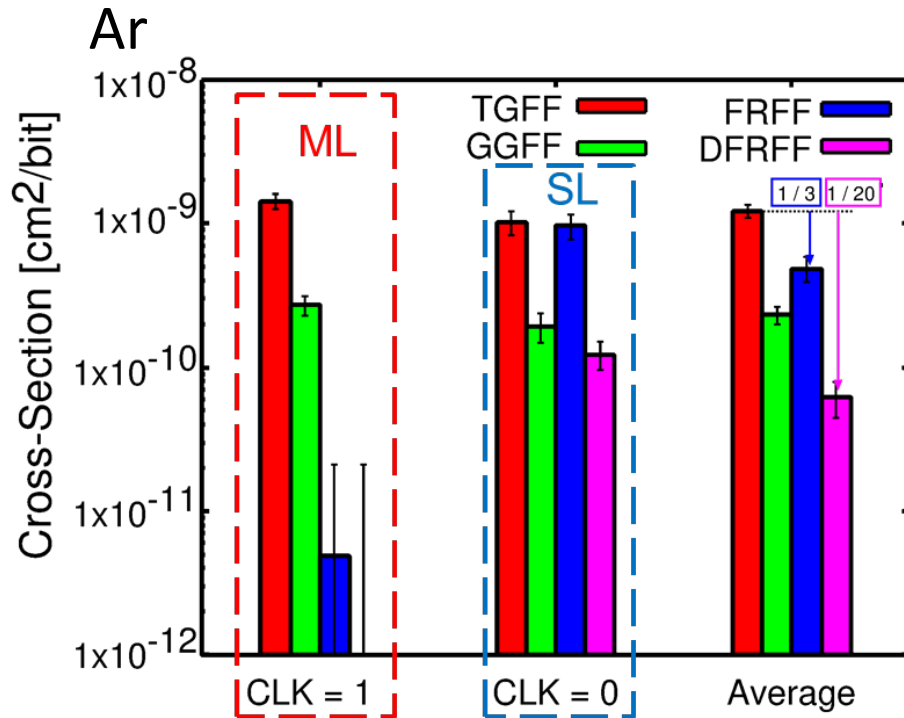 Ar
Cross-Section [cm2/bit]
1x10-8
1x10-9
1x10-10
1x10-11
1x10-12
ML
TGFF
GGFF
FRFF
DFRFF
SL
1 / 3
1 / 20
CLK = 1
CLK = 0
Average